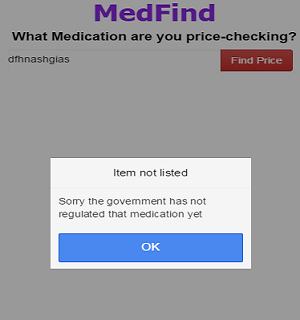 MedFind
What Medication are you price-checking?
dfhnashgias Find Price
Item not listed
Sorry the government has not
regulated that medication yet
OK